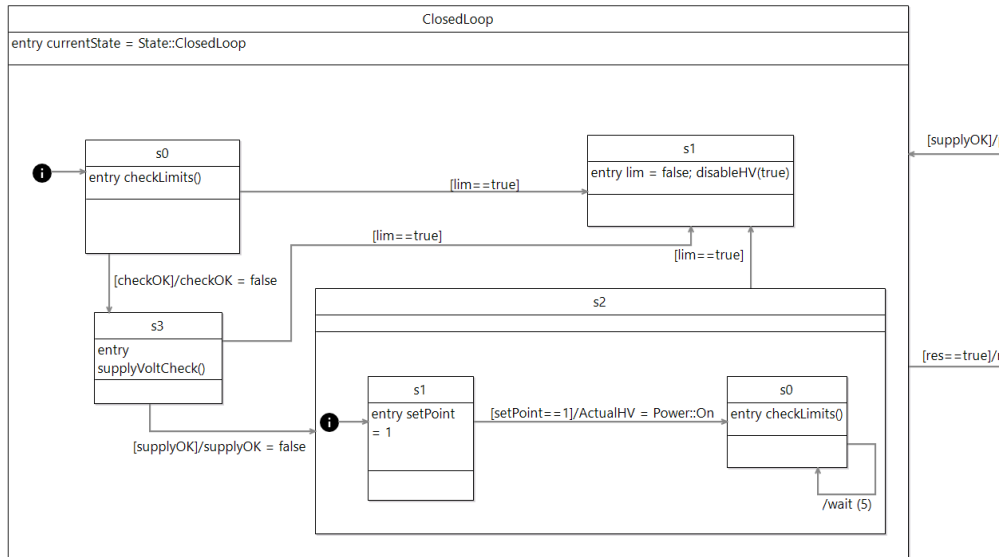 ClosedLoop
entry currentState = State::ClosedLoop
[supplyOK]/
s0
entry checkLimits()
s1
entry lim = false; disableHV(true)
[lim==true]
[lim==true]
[lim==true]
[checkOK]/checkOK = false
s2
s3
entry
supplyVoltCheck()
[res==true]/
s1
entry setPoint
= 1
[setPoint==1]/ActualHV = Power::On
s0
entry checkLimits()
[supplyOK]/supplyOK = false
/wait (5)